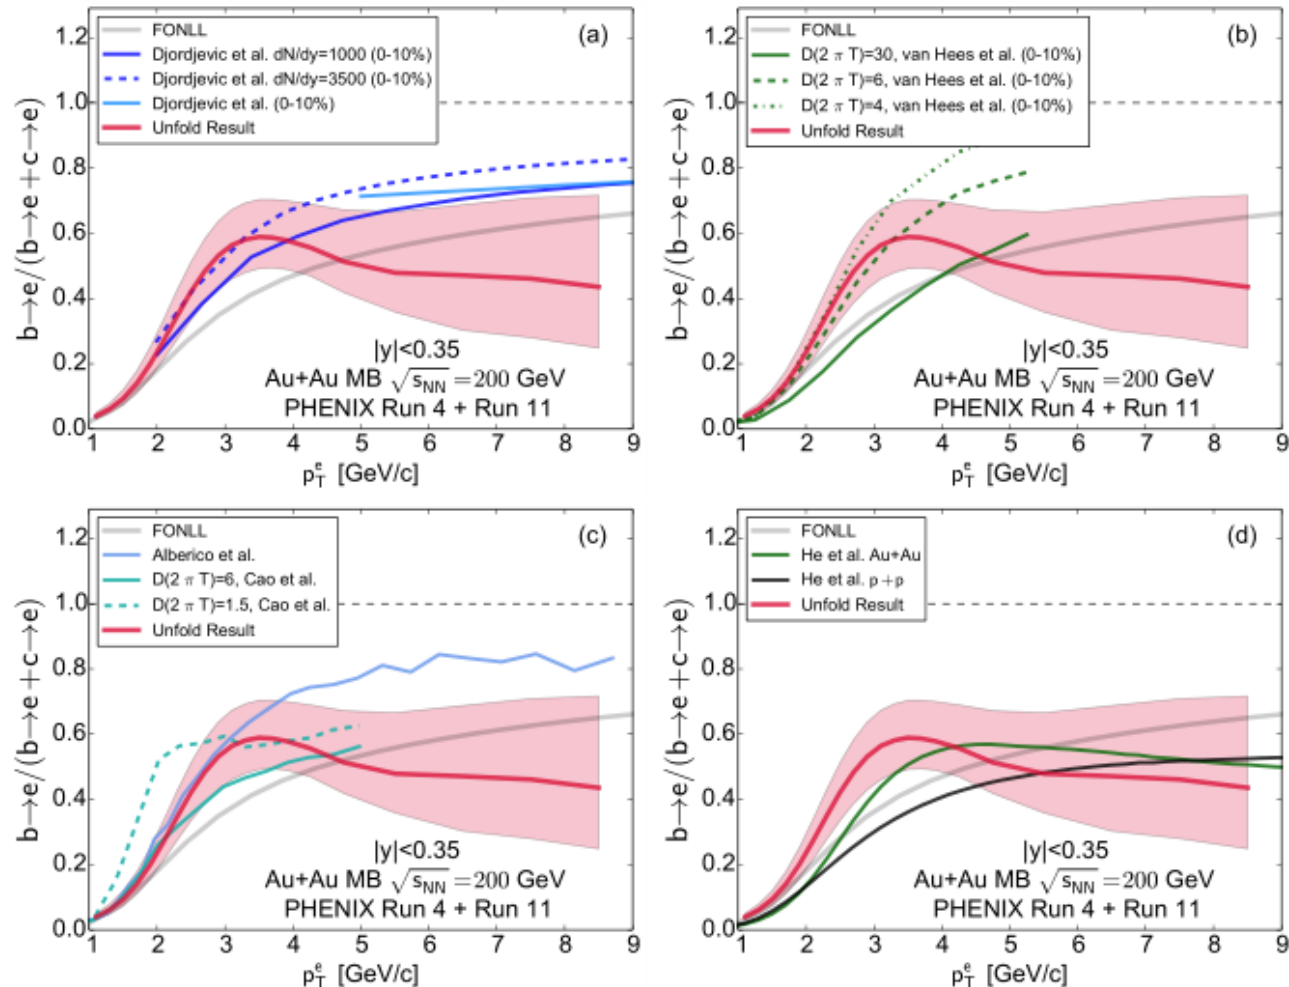 FONLL
Djordjevic et al. dN/dy=1000 (0-10%)
Djordjevic et al. dN/dy=3500 (0-10%)
Djordjevic et al. (0-10%)
Unfold Result
(a)
1.2
1.0
0.8
0.6
0.4
0.2
0.0
b→e/(b→e+c→e)
|y|<0.35
Au+Au MB √s_NN = 200 GeV
PHENIX Run 4 + Run 11
1 2 3 4 5 6 7 8 9
p_T^e [GeV/c]
FONLL
D(2 π T)=30, van Hees et al. (0-10%)
D(2 π T)=6, van Hees et al. (0-10%)
D(2 π T)=4, van Hees et al. (0-10%)
Unfold Result
(b)
1.2
1.0
0.8
0.6
0.4
0.2
0.0
b→e/(b→e+c→e)
|y|<0.35
Au+Au MB √s_NN = 200 GeV
PHENIX Run 4 + Run 11
1 2 3 4 5 6 7 8 9
p_T^e [GeV/c]
FONLL
Alberico et al.
D(2 π T)=6, Cao et al.
D(2 π T)=1.5, Cao et al.
Unfold Result
(c)
1.2
1.0
0.8
0.6
0.4
0.2
0.0
b→e/(b→e+c→e)
|y|<0.35
Au+Au MB √s_NN = 200 GeV
PHENIX Run 4 + Run 11
1 2 3 4 5 6 7 8 9
p_T^e [GeV/c]
FONLL
He et al. Au+Au
He et al. p+p
Unfold Result
(d)
1.2
1.0
0.8
0.6
0.4
0.2
0.0
b→e/(b→e+c→e)
|y|<0.35
Au+Au MB √s_NN = 200 GeV
PHENIX Run 4 + Run 11
1 2 3 4 5 6 7 8 9
p_T^e [GeV/c]